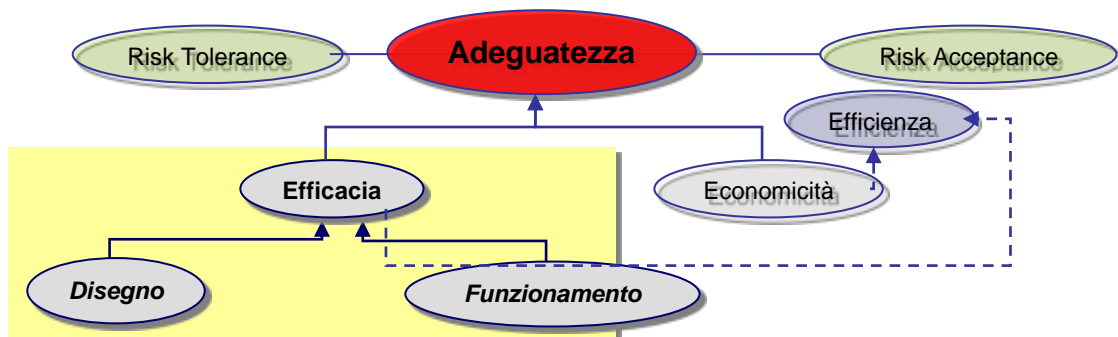 Risk Tolerance
Adeguatezza
Risk Acceptance
Efficienza
Efficacia
Economicità
Disegno
Funzionamento